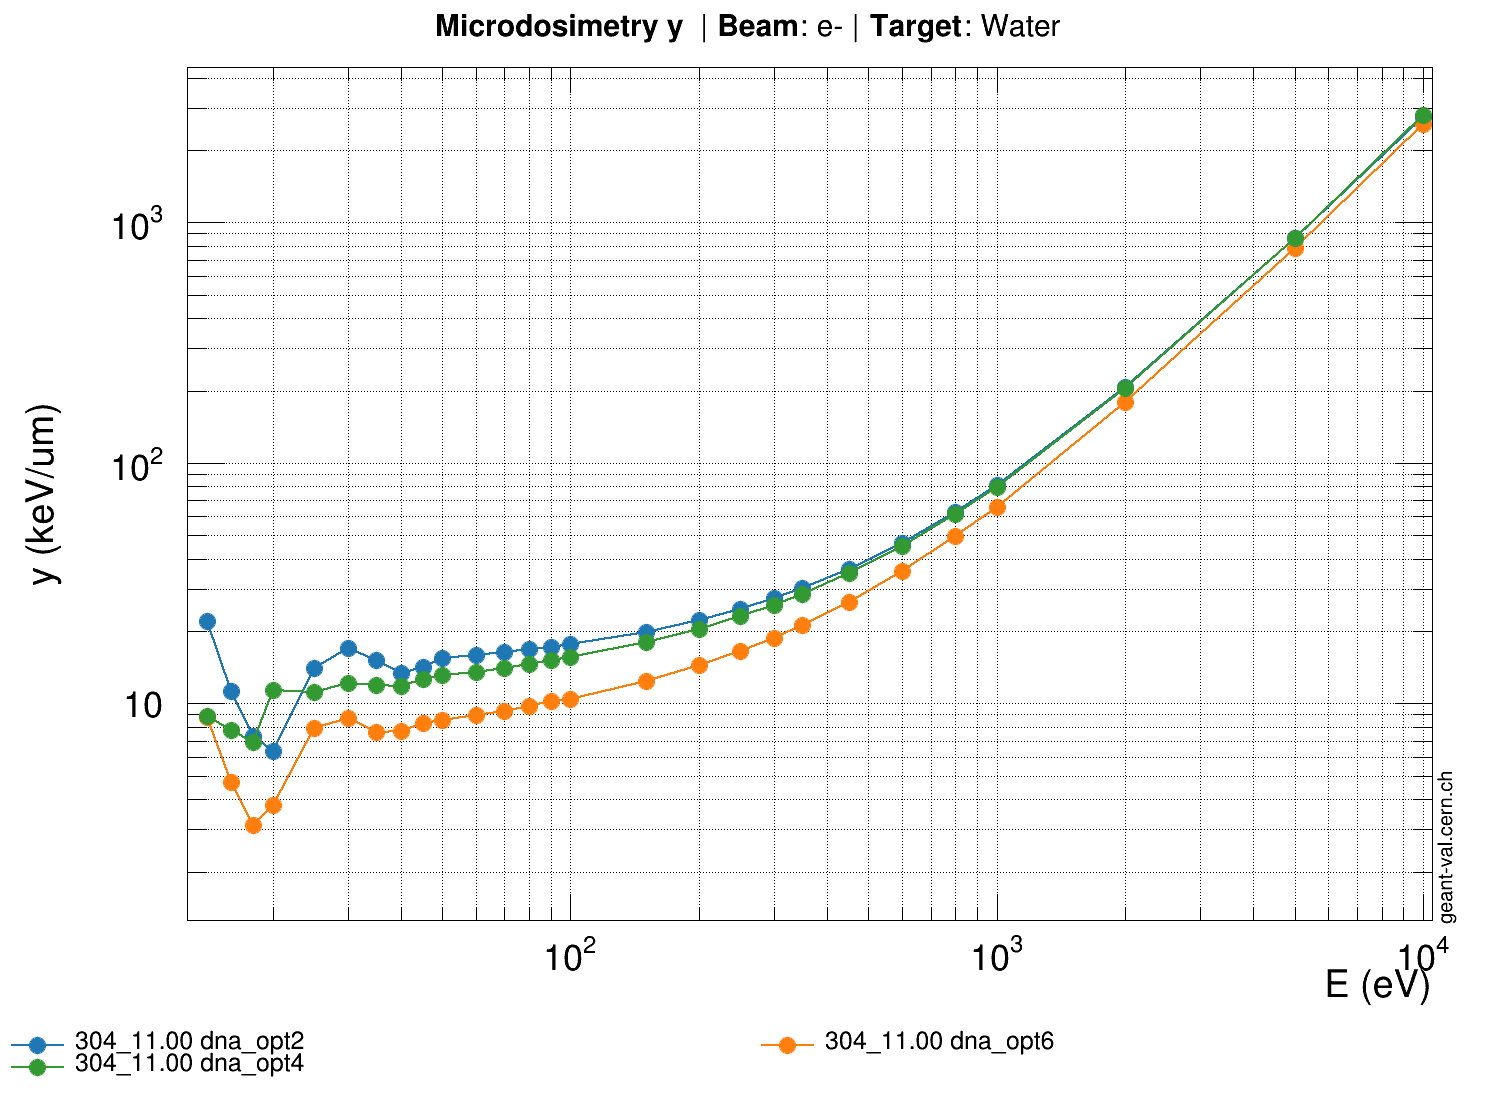 Microdosimetry y | Beam: e- | Target: Water
y (keV/um)
10³
10²
10
10² 10³ 10⁴
E (eV)
geant-val.cern.ch
304_11.00 dna_opt2 304_11.00 dna_opt6
304_11.00 dna_opt4